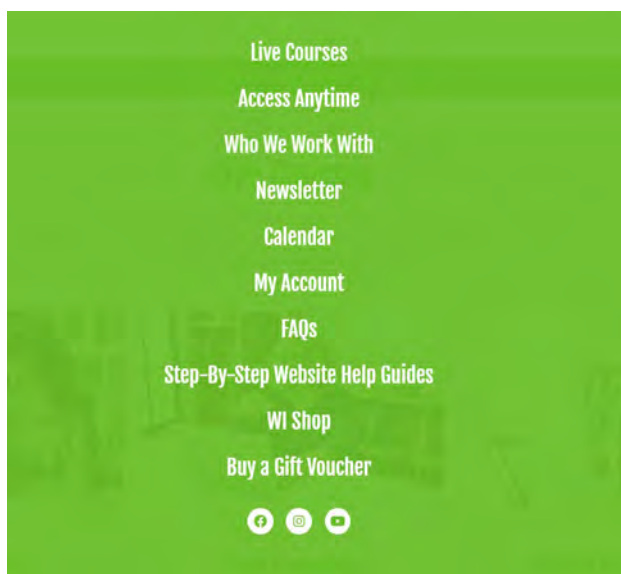 Live Courses
Access Anytime
Who We Work With
Newsletter
Calendar
My Account
FAQs
Step-By-Step Website Help Guides
WI Shop
Buy a Gift Voucher